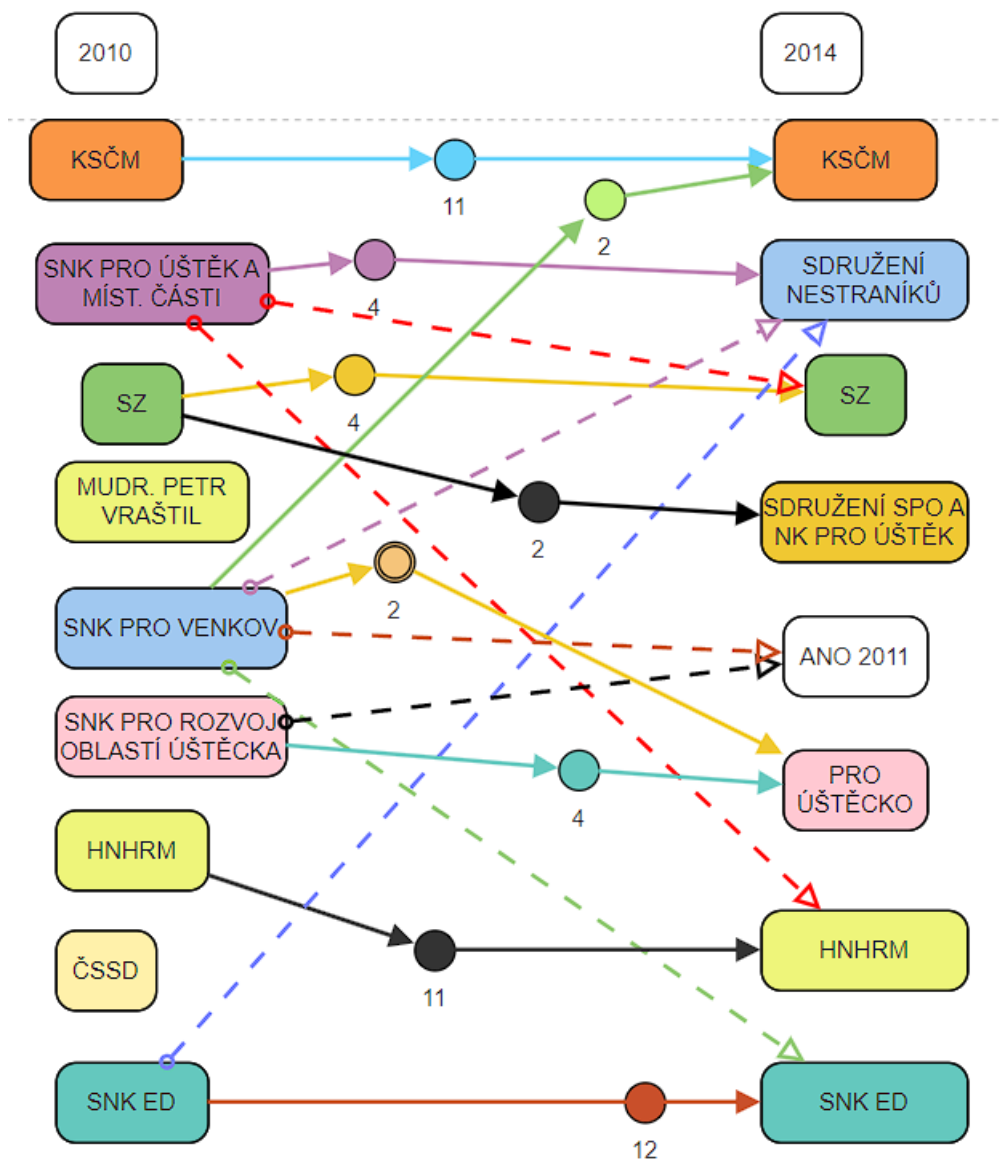 2010
2014
KSČM
KSČM
11
2
SNK PRO ÚŠTĚK A
MÍST. ČÁSTI
4
SDRUŽENÍ
NESTRANÍKŮ
SZ
4
SZ
MUDR. PETR
VRAŠTIL
2
SDRUŽENÍ SPO A
NK PRO ÚŠTĚK
SNK PRO VENKOV
2
ANO 2011
SNK PRO ROZVOJ
OBLASTÍ ÚŠTĚCKA
4
PRO
ÚŠTĚCKO
HNHRM
11
HNHRM
ČSSD
SNK ED
12
SNK ED